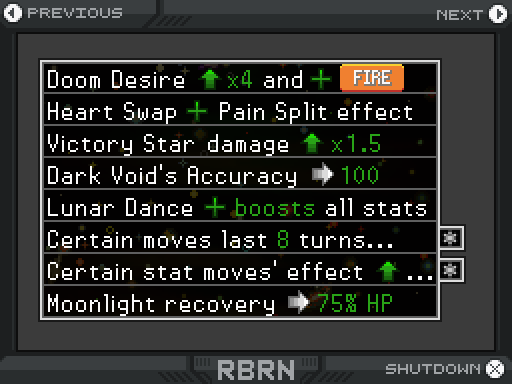 PREVIOUS
NEXT
Doom Desire x4 and + FIRE
Heart Swap + Pain Split effect
Victory Star damage x1.5
Dark Void's Accuracy 100
Lunar Dance + boosts all stats
Certain moves last 8 turns...
Certain stat moves' effect ...
Moonlight recovery 75% HP
RBRN
SHUTDOWN